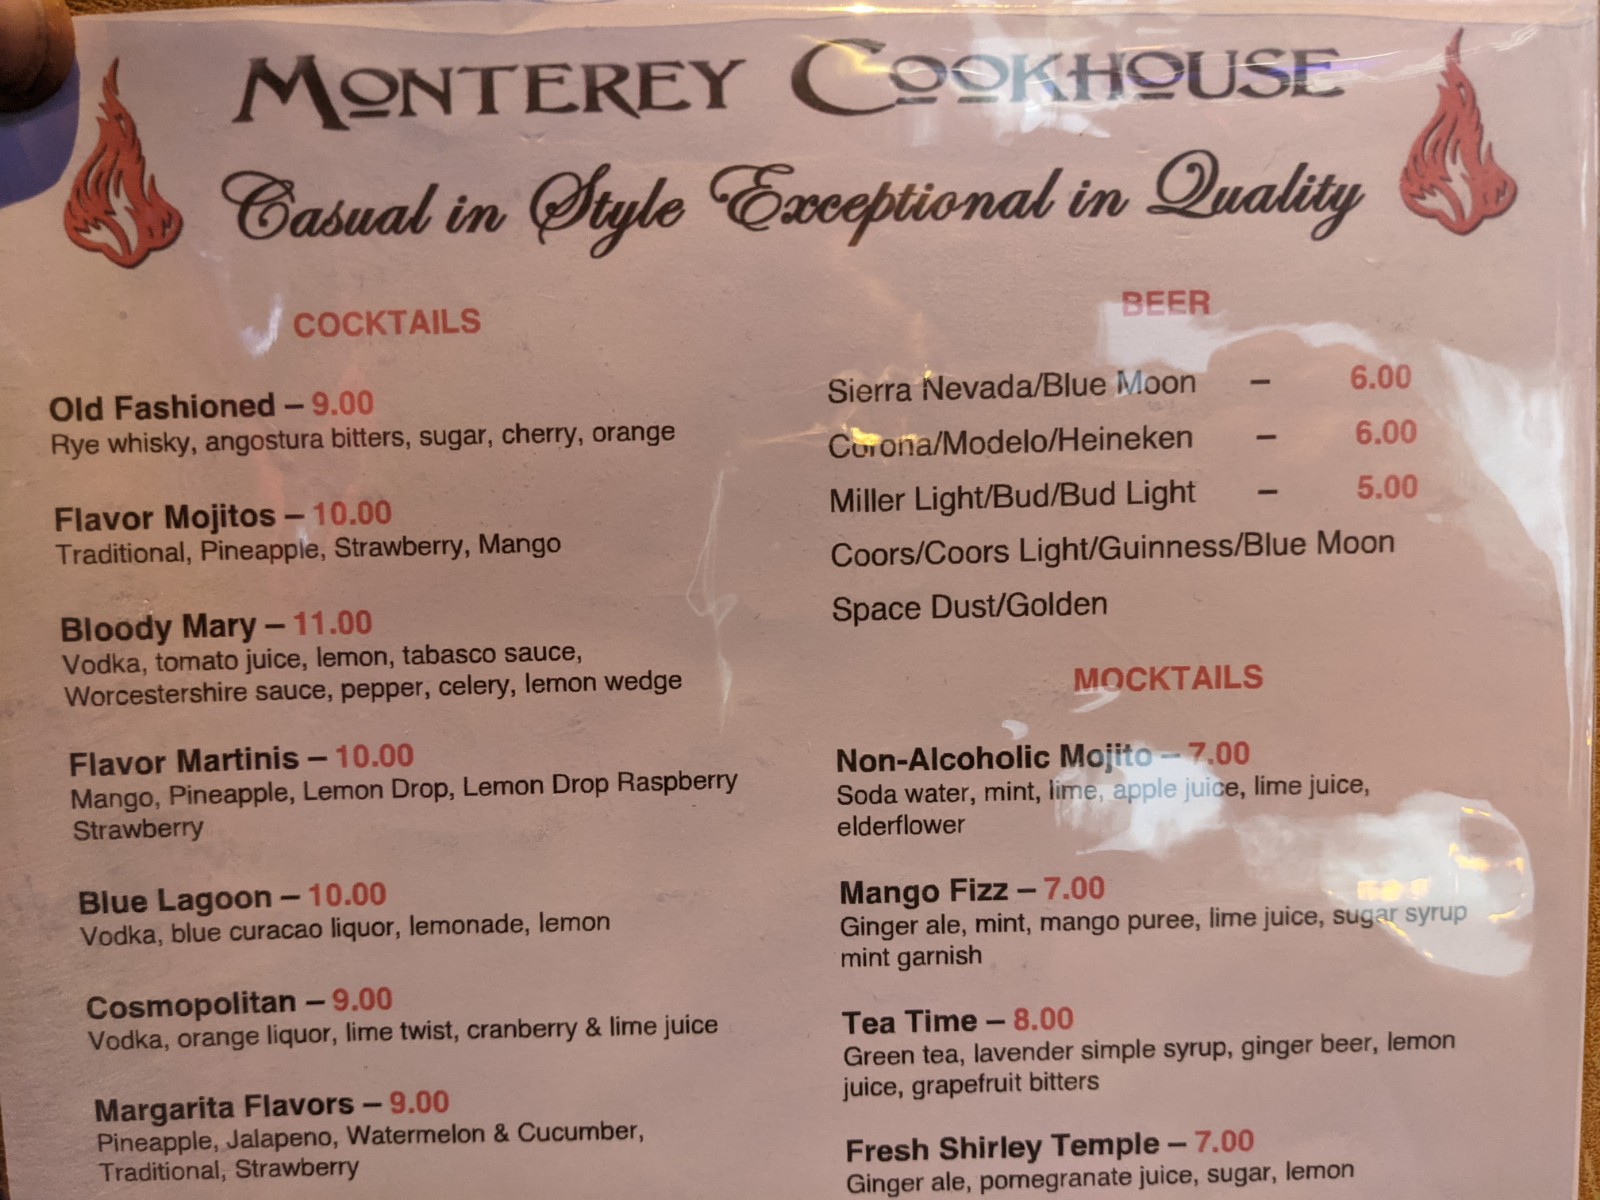 MONTEREY COOKHOUSE
Casual in Style Exceptional in Quality
COCKTAILS
Old Fashioned – 9.00
Rye whisky, angostura bitters, sugar, cherry, orange
Flavor Mojitos – 10.00
Traditional, Pineapple, Strawberry, Mango
Bloody Mary – 11.00
Vodka, tomato juice, lemon, tabasco sauce,
Worcestershire sauce, pepper, celery, lemon wedge
Flavor Martinis – 10.00
Mango, Pineapple, Lemon Drop, Lemon Drop Raspberry
Strawberry
Blue Lagoon – 10.00
Vodka, blue curacao liquor, lemonade, lemon
Cosmopolitan – 9.00
Vodka, orange liquor, lime twist, cranberry & lime juice
Margarita Flavors – 9.00
Pineapple, Jalapeno, Watermelon & Cucumber,
Traditional, Strawberry
BEER
Sierra Nevada/Blue Moon – 6.00
Corona/Modelo/Heineken – 6.00
Miller Light/Bud/Bud Light – 5.00
Coors/Coors Light/Guinness/Blue Moon
Space Dust/Golden
MOCKTAILS
Non-Alcoholic Mojito – 7.00
Soda water, mint, lime, apple juice, lime juice,
elderflower
Mango Fizz – 7.00
Ginger ale, mint, mango puree, lime juice, sugar syrup
mint garnish
Tea Time – 8.00
Green tea, lavender simple syrup, ginger beer, lemon
juice, grapefruit bitters
Fresh Shirley Temple – 7.00
Ginger ale, pomegranate juice, sugar, lemon